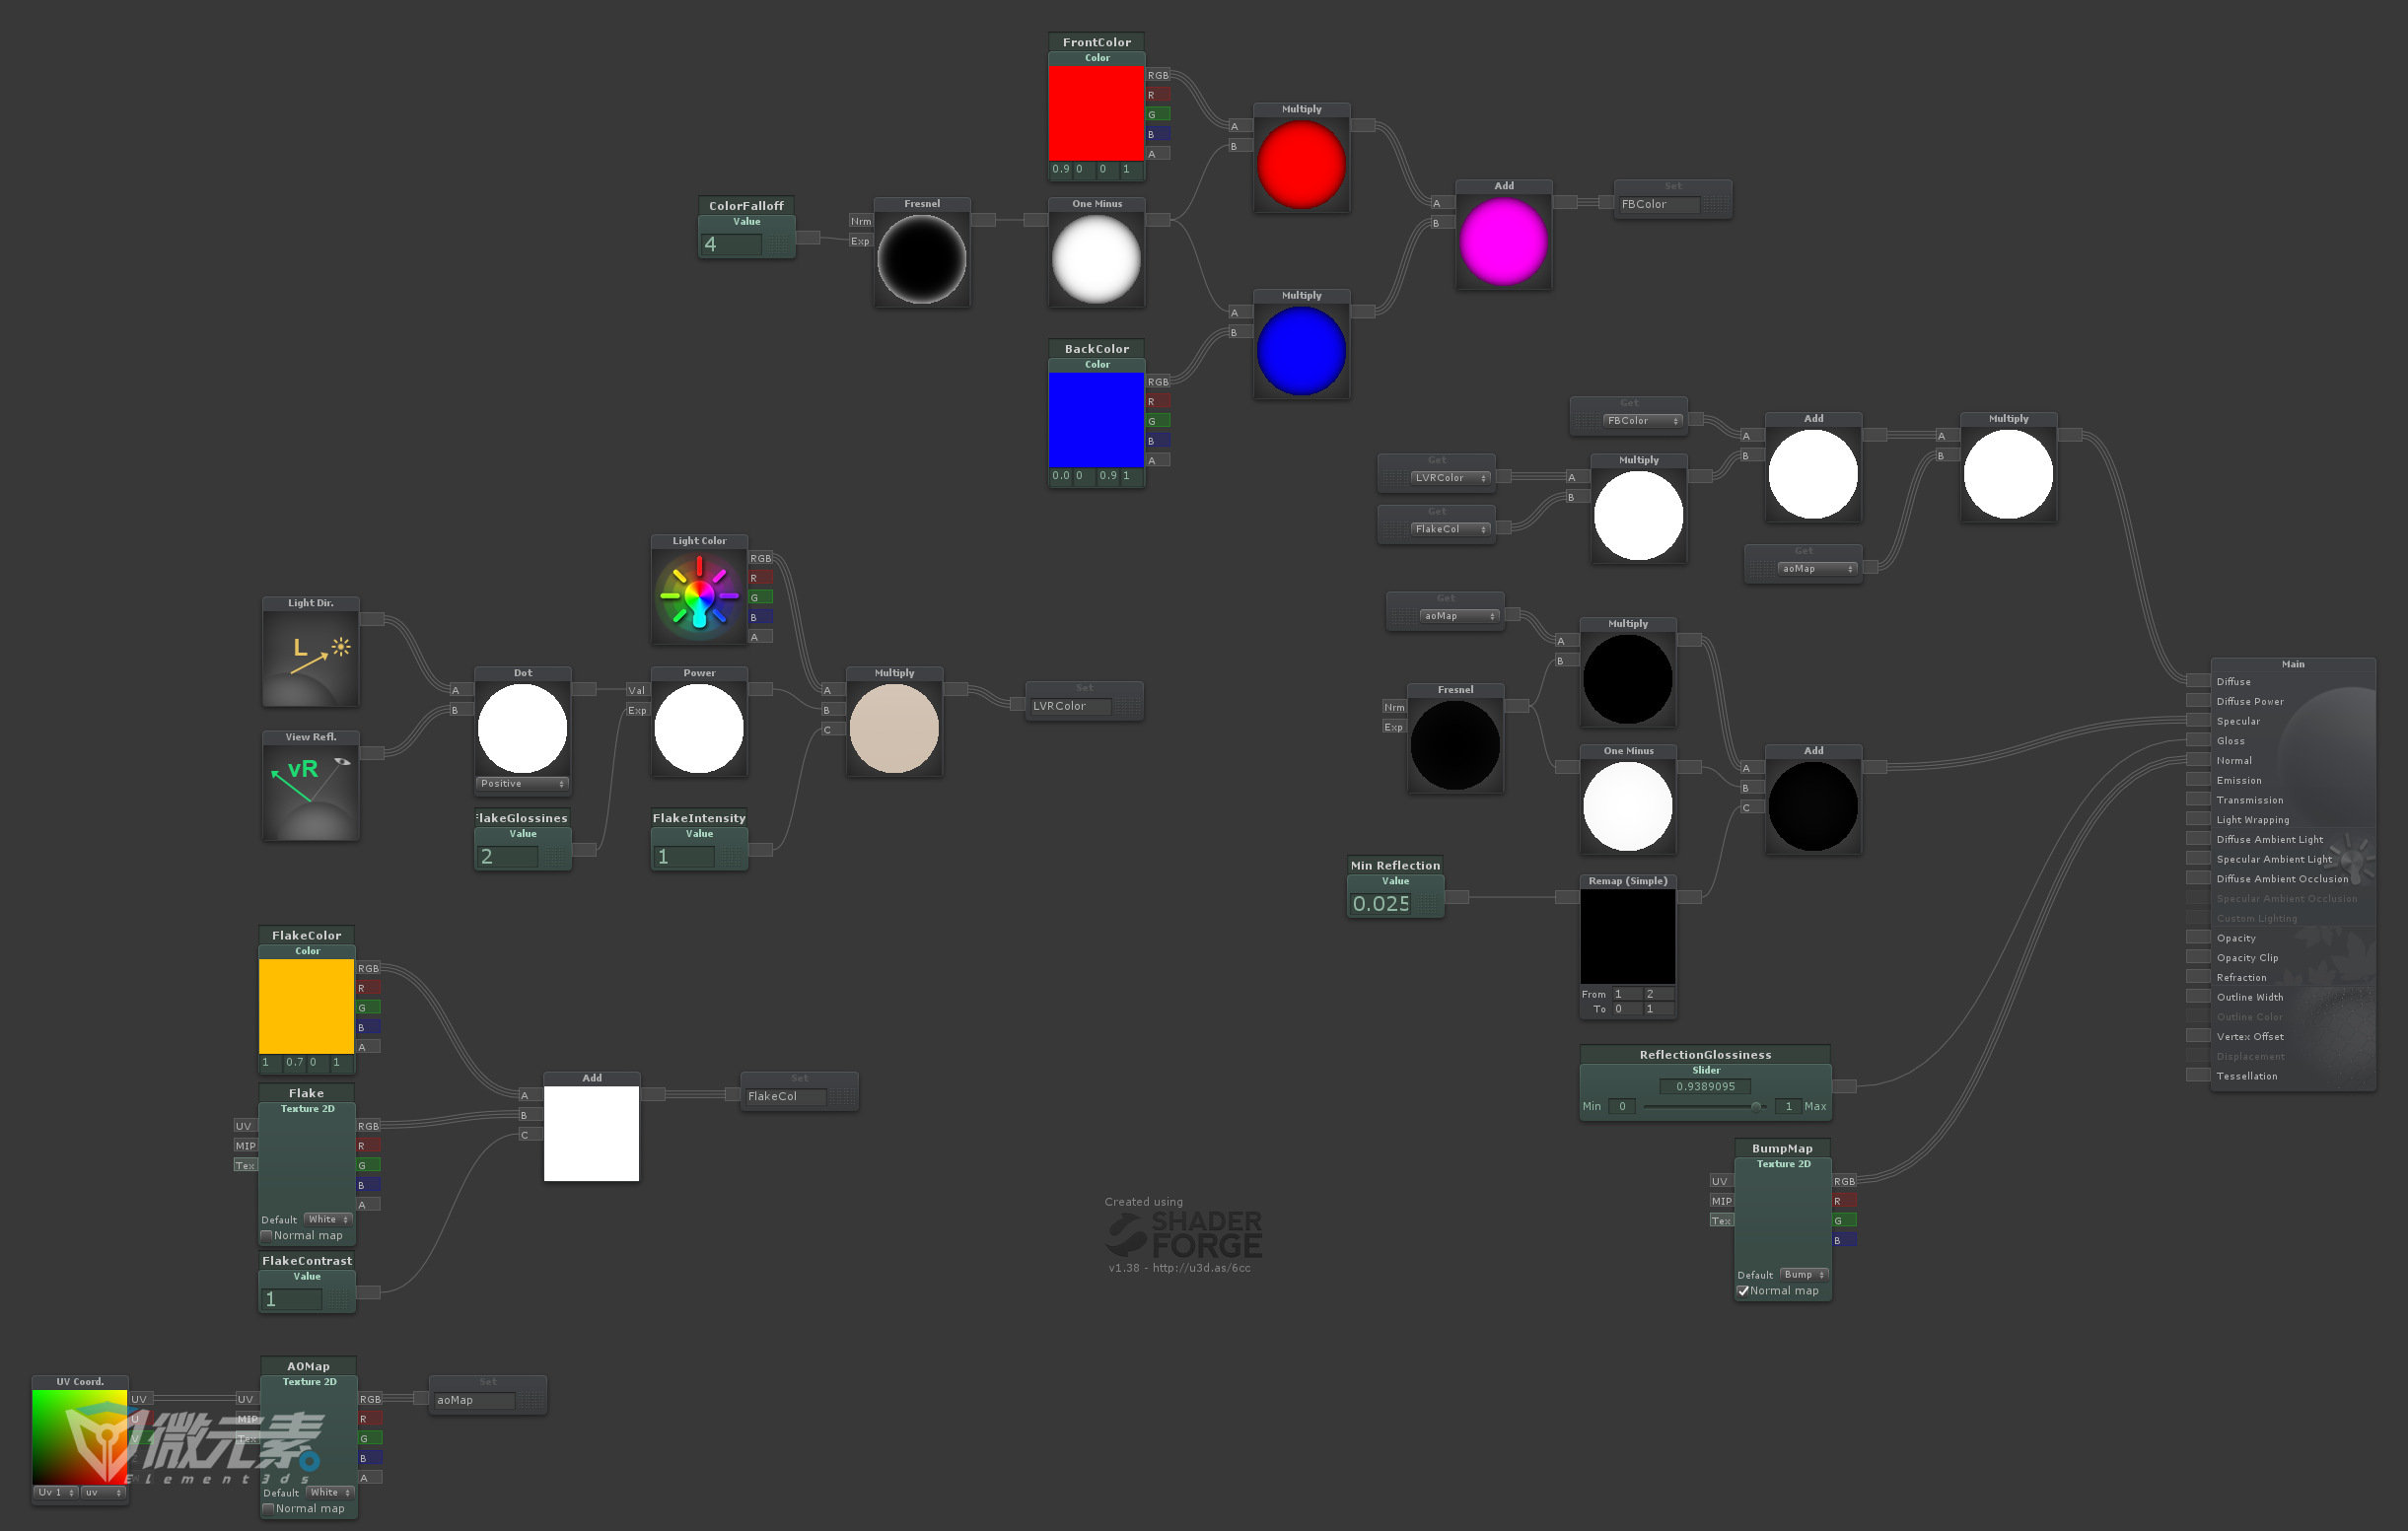 FrontColor
Color
RGB
R
G
B
A
0.9 0 0 1
Multiply
A
B
ColorFalloff
Value
4
Fresnel
Nrm
Exp
One Minus
Add
A
B
Set
FBColor
BackColor
Color
RGB
R
G
B
A
0.0 0 0.9 1
Multiply
A
B
Get
FBColor
Get
LVRColor
Get
FlakeCol
Multiply
A
B
Add
A
B
Multiply
A
B
Get
aoMap
Light Color
RGB
R
G
B
A
Light Dir.
L
View Refl.
vR
Dot
A
B
Positive
Power
Val
Exp
Multiply
A
B
C
Set
LVRColor
FlakeGlossines
Value
2
FlakeIntensity
Value
1
Get
aoMap
Multiply
A
B
Fresnel
Nrm
Exp
One Minus
Add
A
B
C
Min Reflection
Value
0.025
Remap (Simple)
From 1 2
To 0 1
Main
Diffuse
Diffuse Power
Specular
Gloss
Normal
Emission
Transmission
Light Wrapping
Diffuse Ambient Light
Specular Ambient Light
Diffuse Ambient Occlusion
Specular Ambient Occlusion
Custom Lighting
Opacity
Opacity Clip
Refraction
Outline Width
Outline Color
Vertex Offset
Displacement
Tessellation
FlakeColor
Color
RGB
R
G
B
A
1 0.7 0 1
Flake
Texture 2D
UV
MIP
Tex
RGB
R
G
B
A
Default White
Normal map
FlakeContrast
Value
1
Add
A
B
C
Set
FlakeCol
ReflectionGlossiness
Slider
0.9389095
Min 0 1 Max
BumpMap
Texture 2D
UV
MIP
Tex
RGB
R
G
B
Default Bump
Normal map
Created using
SHADER
FORGE
v1.38 - http://u3d.as/6cc
UV Coord.
UV
U
V
Uv 1 uv
AOMap
Texture 2D
UV
MIP
Tex
RGB
R
G
B
A
Default White
Normal map
Set
aoMap
微元素
Element3ds